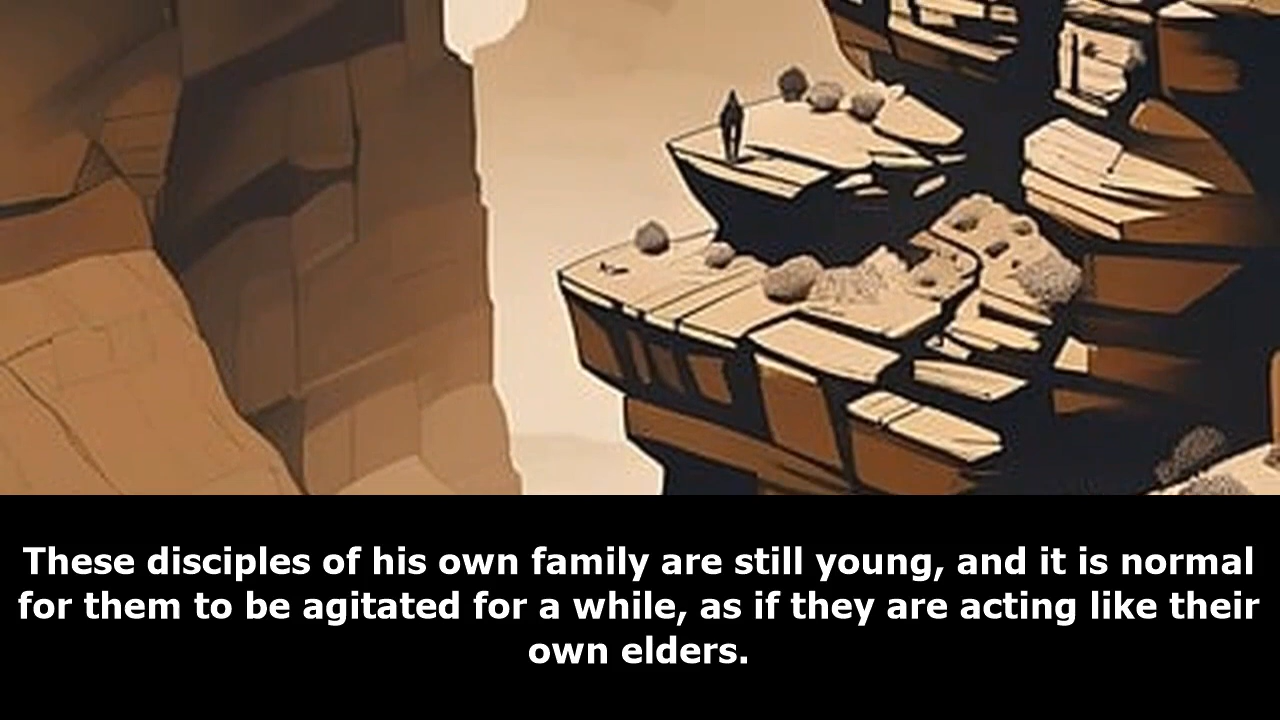 These disciples of his own family are still young, and it is normal
for them to be agitated for a while, as if they are acting like their
own elders.